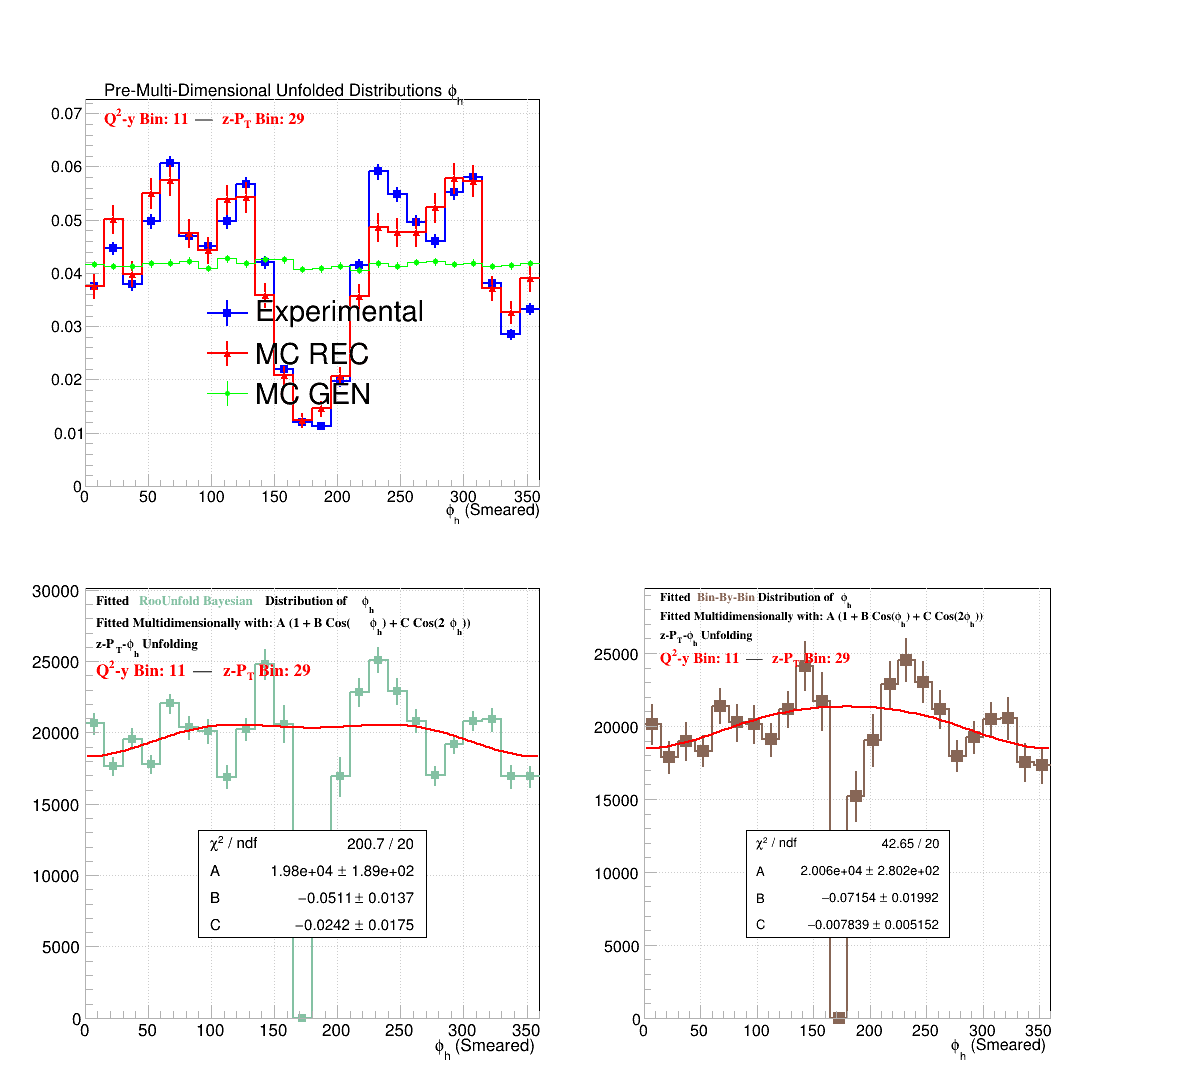 Pre-Multi-Dimensional Unfolded Distributions ϕh
Q2-y Bin: 11 — z-PT Bin: 29
0.07
0.06
0.05
0.04
0.03
0.02
0.01
0
Experimental
MC REC
MC GEN
0 50 100 150 200 250 300 350
ϕh (Smeared)
Fitted RooUnfold Bayesian Distribution of ϕh
Fitted Multidimensionally with: A (1 + B Cos( ϕh) + C Cos(2 ϕh))
z-PT-ϕh Unfolding
Q2-y Bin: 11 — z-PT Bin: 29
30000
25000
20000
15000
10000
5000
0
χ2 / ndf 200.7 / 20
A 1.98e+04 ± 1.89e+02
B −0.0511 ± 0.0137
C −0.0242 ± 0.0175
0 50 100 150 200 250 300 350
ϕh (Smeared)
Fitted Bin-By-Bin Distribution of ϕh
Fitted Multidimensionally with: A (1 + B Cos(ϕh) + C Cos(2ϕh))
z-PT-ϕh Unfolding
Q2-y Bin: 11 — z-PT Bin: 29
25000
20000
15000
10000
5000
0
χ2 / ndf 42.65 / 20
A 2.006e+04 ± 2.802e+02
B −0.07154 ± 0.01992
C −0.007839 ± 0.005152
0 50 100 150 200 250 300 350
ϕh (Smeared)